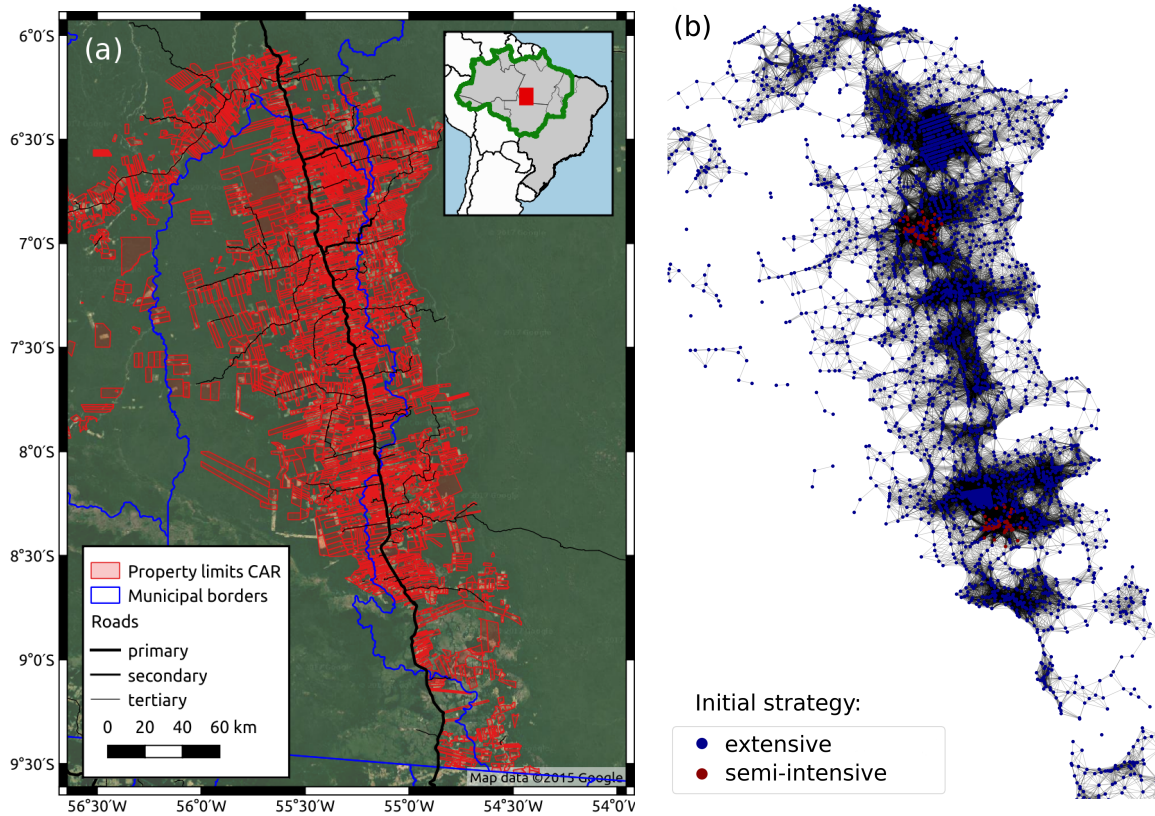 (a)
6°0′S
6°30′S
7°0′S
7°30′S
8°0′S
8°30′S
9°0′S
9°30′S
Property limits CAR
Municipal borders
Roads
primary
secondary
tertiary
0 20 40 60 km
Map data ©2015 Google
56°30′W 56°0′W 55°30′W 55°0′W 54°30′W 54°0′W
(b)
Initial strategy:
extensive
semi-intensive